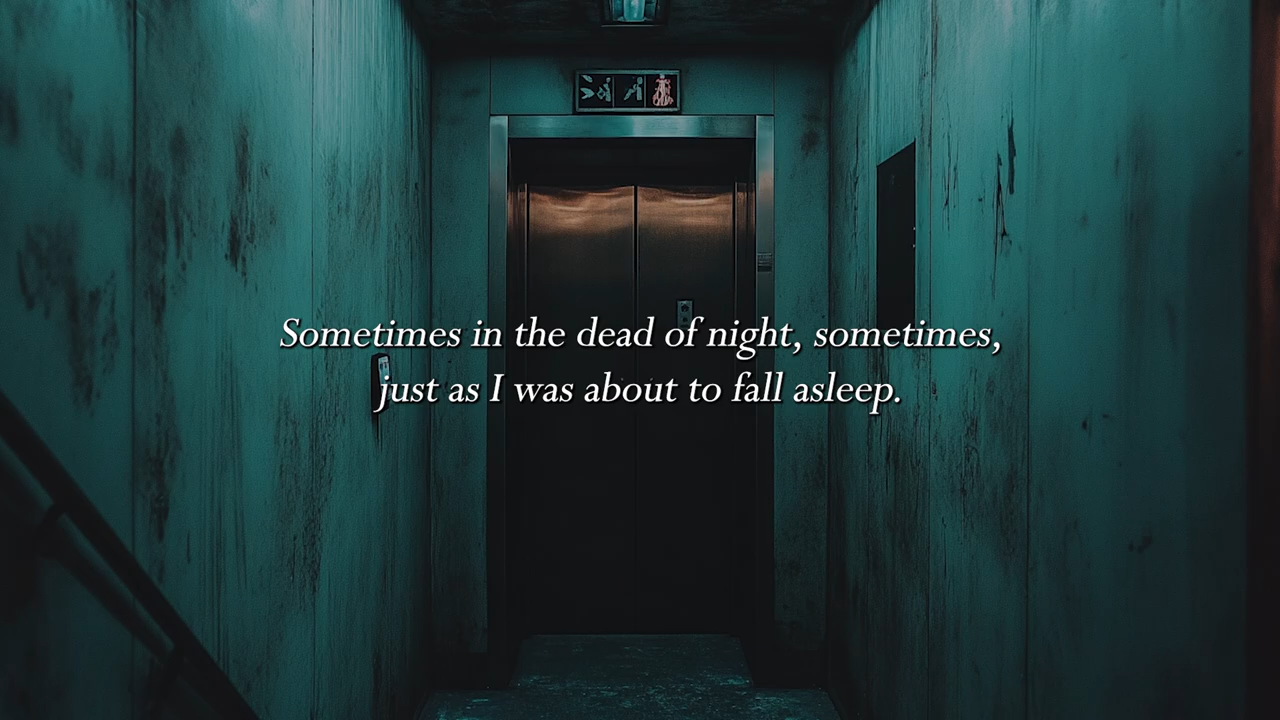 Sometimes in the dead of night, sometimes,
just as I was about to fall asleep.